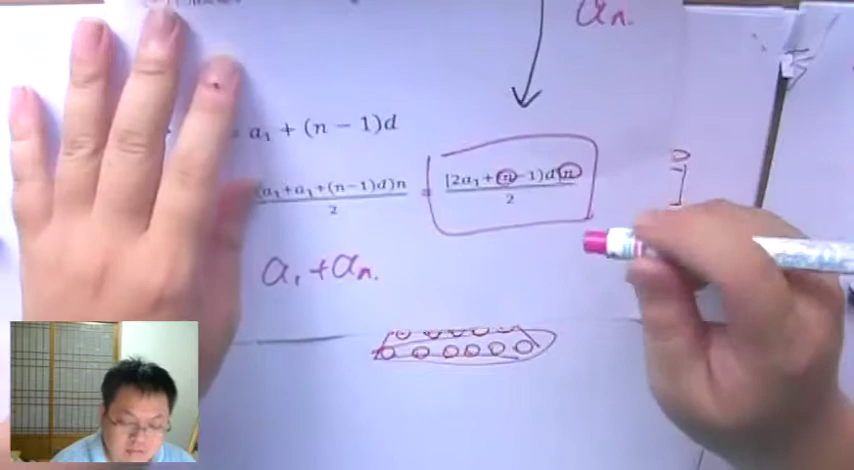 aₙ.
= a₁ + (n − 1)d
(a₁+a₁+(n−1)d)n / 2 = [2a₁+(n−1)d]n / 2
a₁ + aₙ.